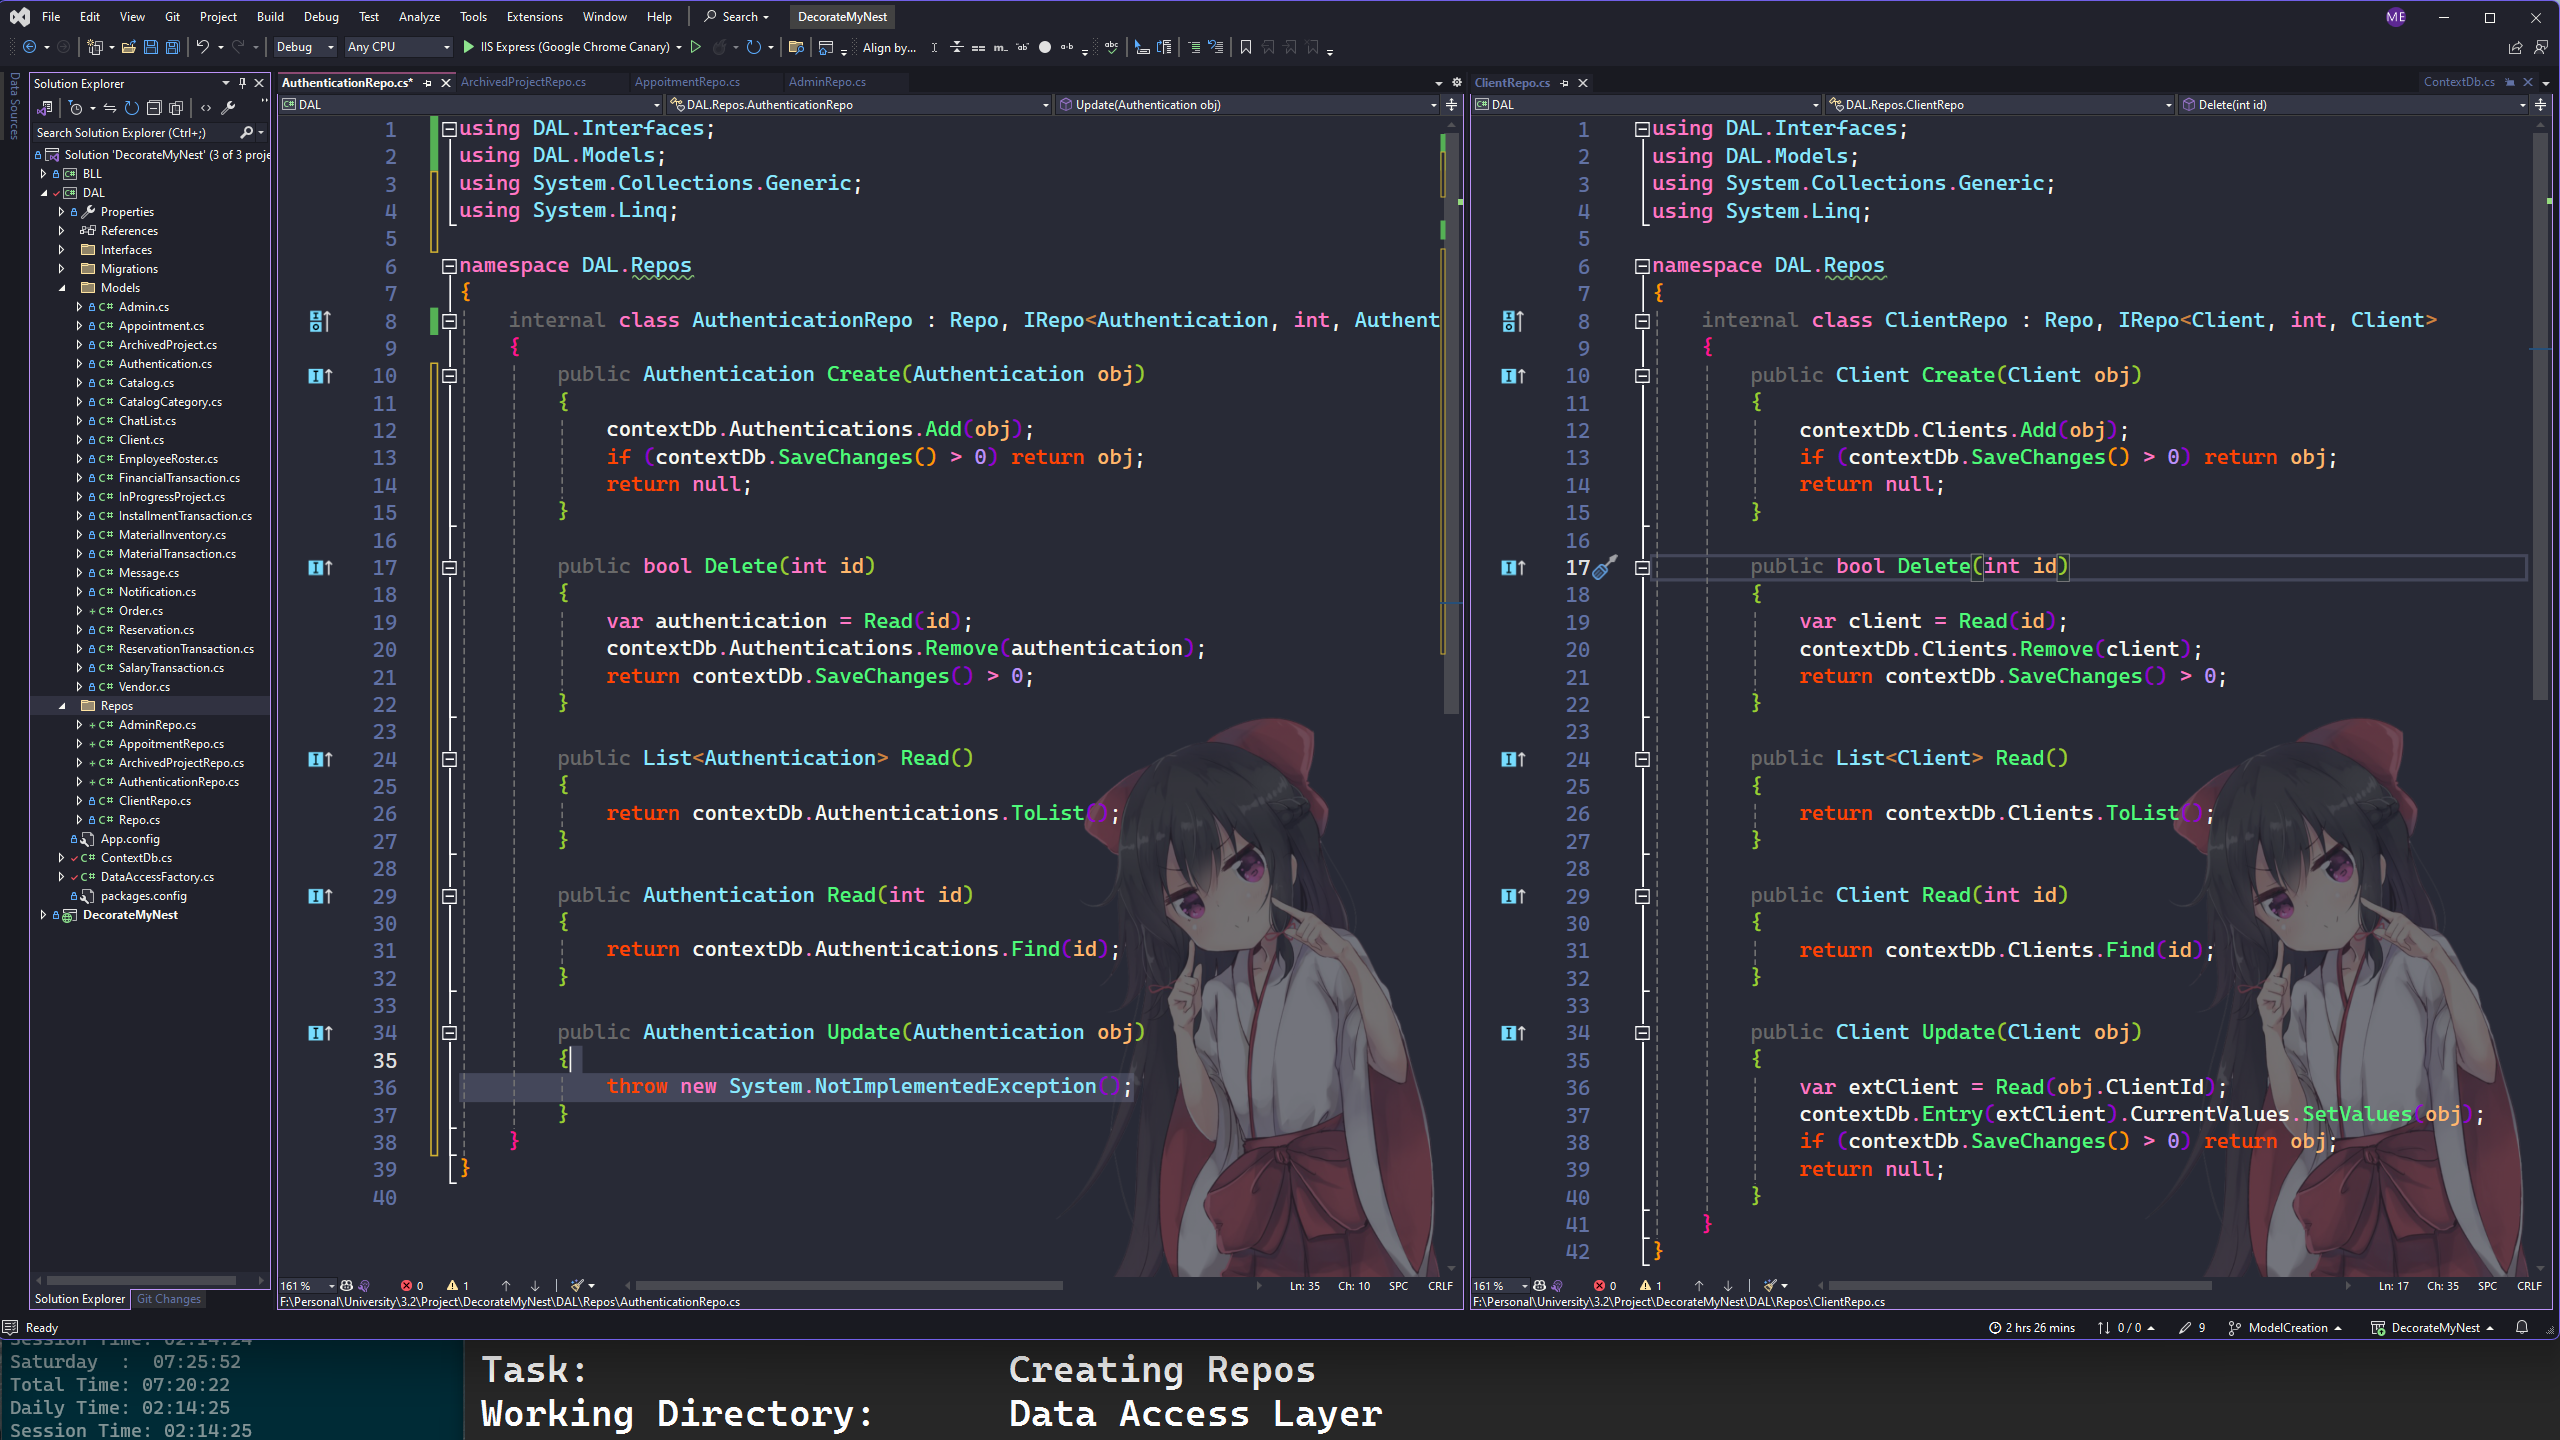 File Edit View Git Project Build Debug Test Analyze Tools Extensions Window Help Search DecorateMyNest ME
Debug Any CPU IIS Express (Google Chrome Canary) Align by...
Data Sources
Solution Explorer
Search Solution Explorer (Ctrl+;)
Solution 'DecorateMyNest' (3 of 3 proje
BLL
DAL
Properties
References
Interfaces
Migrations
Models
Admin.cs
Appointment.cs
ArchivedProject.cs
Authentication.cs
Catalog.cs
CatalogCategory.cs
ChatList.cs
Client.cs
EmployeeRoster.cs
FinancialTransaction.cs
InProgressProject.cs
InstallmentTransaction.cs
MaterialInventory.cs
MaterialTransaction.cs
Message.cs
Notification.cs
Order.cs
Reservation.cs
ReservationTransaction.cs
SalaryTransaction.cs
Vendor.cs
Repos
AdminRepo.cs
AppoitmentRepo.cs
ArchivedProjectRepo.cs
AuthenticationRepo.cs
ClientRepo.cs
Repo.cs
App.config
ContextDb.cs
DataAccessFactory.cs
packages.config
DecorateMyNest
Solution Explorer Git Changes
AuthenticationRepo.cs* ArchivedProjectRepo.cs AppoitmentRepo.cs AdminRepo.cs
DAL DAL.Repos.AuthenticationRepo Update(Authentication obj)
1 using DAL.Interfaces;
2 using DAL.Models;
3 using System.Collections.Generic;
4 using System.Linq;
5
6 namespace DAL.Repos
7 {
8 internal class AuthenticationRepo : Repo, IRepo<Authentication, int, Authent
9 {
10 public Authentication Create(Authentication obj)
11 {
12 contextDb.Authentications.Add(obj);
13 if (contextDb.SaveChanges() > 0) return obj;
14 return null;
15 }
16
17 public bool Delete(int id)
18 {
19 var authentication = Read(id);
20 contextDb.Authentications.Remove(authentication);
21 return contextDb.SaveChanges() > 0;
22 }
23
24 public List<Authentication> Read()
25 {
26 return contextDb.Authentications.ToList();
27 }
28
29 public Authentication Read(int id)
30 {
31 return contextDb.Authentications.Find(id);
32 }
33
34 public Authentication Update(Authentication obj)
35 {
36 throw new System.NotImplementedException();
37 }
38 }
39 }
40
161 % 0 1 Ln: 35 Ch: 10 SPC CRLF
F:\Personal\University\3.2\Project\DecorateMyNest\DAL\Repos\AuthenticationRepo.cs
ClientRepo.cs ContextDb.cs
DAL DAL.Repos.ClientRepo Delete(int id)
1 using DAL.Interfaces;
2 using DAL.Models;
3 using System.Collections.Generic;
4 using System.Linq;
5
6 namespace DAL.Repos
7 {
8 internal class ClientRepo : Repo, IRepo<Client, int, Client>
9 {
10 public Client Create(Client obj)
11 {
12 contextDb.Clients.Add(obj);
13 if (contextDb.SaveChanges() > 0) return obj;
14 return null;
15 }
16
17 public bool Delete(int id)
18 {
19 var client = Read(id);
20 contextDb.Clients.Remove(client);
21 return contextDb.SaveChanges() > 0;
22 }
23
24 public List<Client> Read()
25 {
26 return contextDb.Clients.ToList();
27 }
28
29 public Client Read(int id)
30 {
31 return contextDb.Clients.Find(id);
32 }
33
34 public Client Update(Client obj)
35 {
36 var extClient = Read(obj.ClientId);
37 contextDb.Entry(extClient).CurrentValues.SetValues(obj);
38 if (contextDb.SaveChanges() > 0) return obj;
39 return null;
40 }
41 }
42 }
161 % 0 1 Ln: 17 Ch: 35 SPC CRLF
F:\Personal\University\3.2\Project\DecorateMyNest\DAL\Repos\ClientRepo.cs
Ready 2 hrs 26 mins 0 / 0 9 ModelCreation DecorateMyNest
Session Time: 02:14:24
Saturday : 07:25:52
Total Time: 07:20:22
Daily Time: 02:14:25
Session Time: 02:14:25
Task: Creating Repos
Working Directory: Data Access Layer